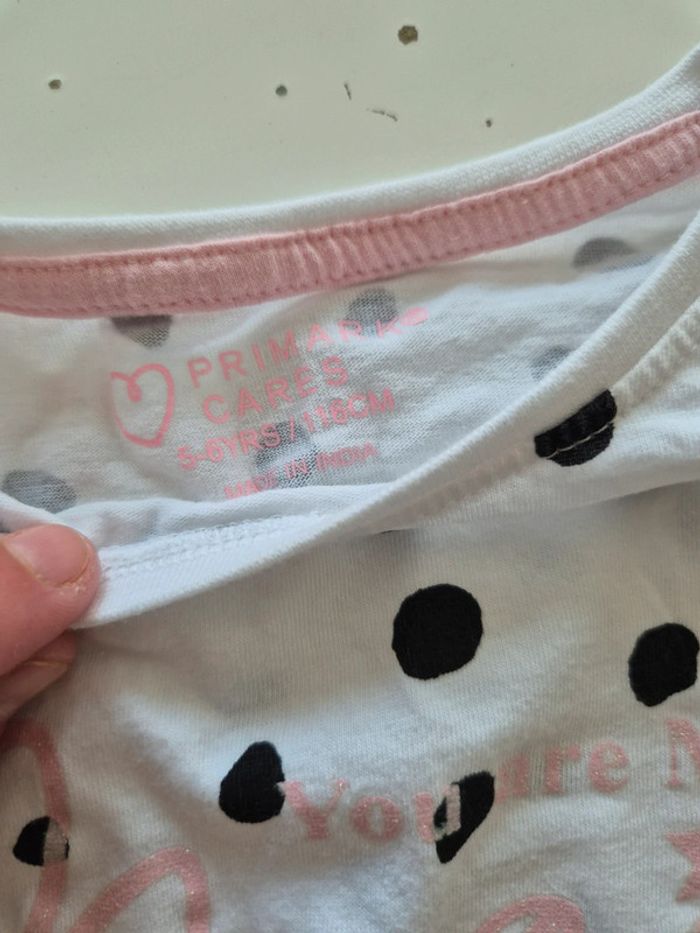 PRIMARK
CARES
5-6YRS / 116CM
MADE IN INDIA
You are